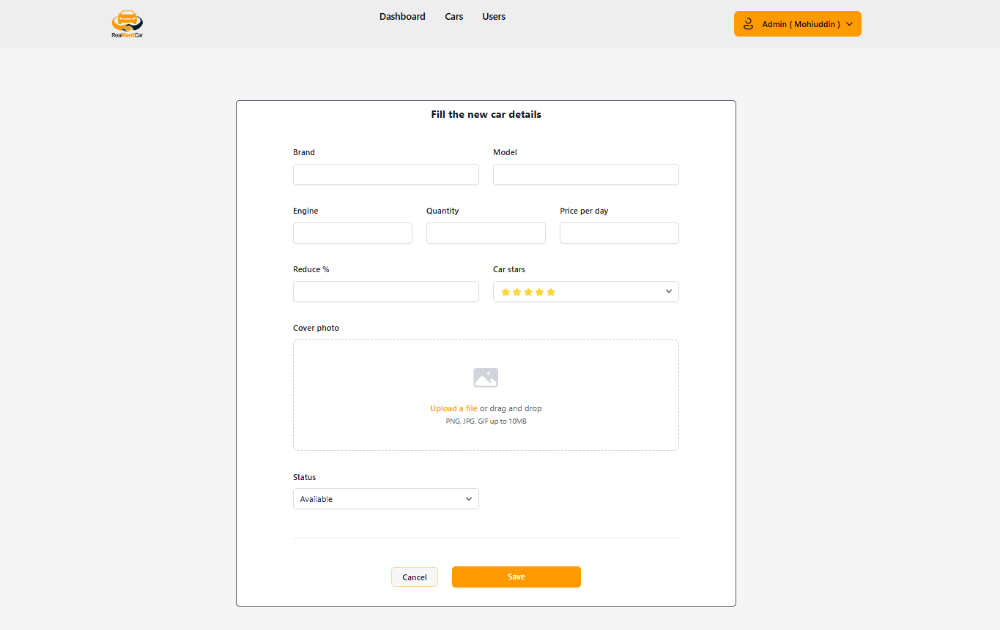 RealRentCar
Dashboard Cars Users
Admin ( Mohiuddin )
Fill the new car details
Brand Model
Engine Quantity Price per day
Reduce % Car stars
Cover photo
Upload a file or drag and drop
PNG, JPG, GIF up to 10MB
Status
Available
Cancel Save